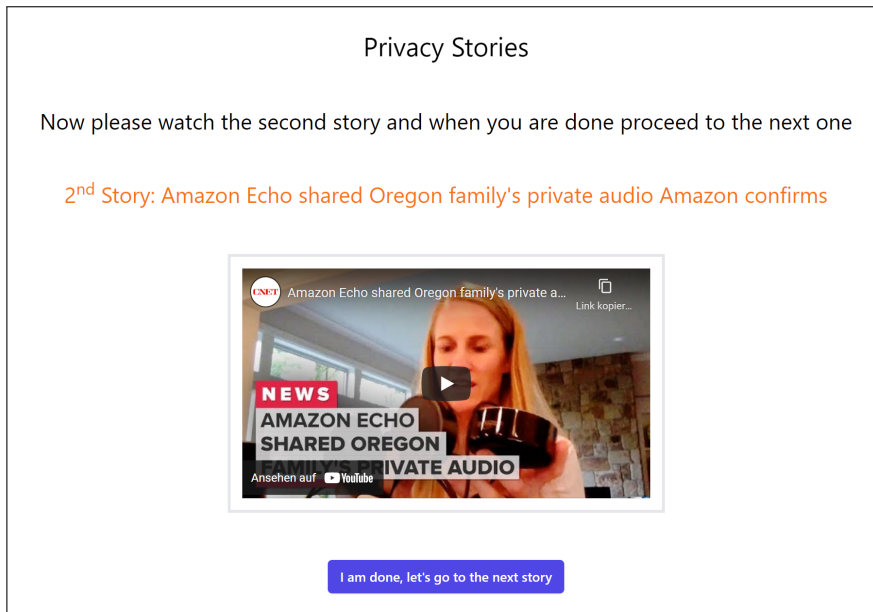 Privacy Stories
Now please watch the second story and when you are done proceed to the next one
2nd Story: Amazon Echo shared Oregon family's private audio Amazon confirms
CNET
Amazon Echo shared Oregon family's private a...
Link kopier...
NEWS
AMAZON ECHO
SHARED OREGON
FAMILY'S PRIVATE AUDIO
Ansehen auf YouTube
I am done, let's go to the next story